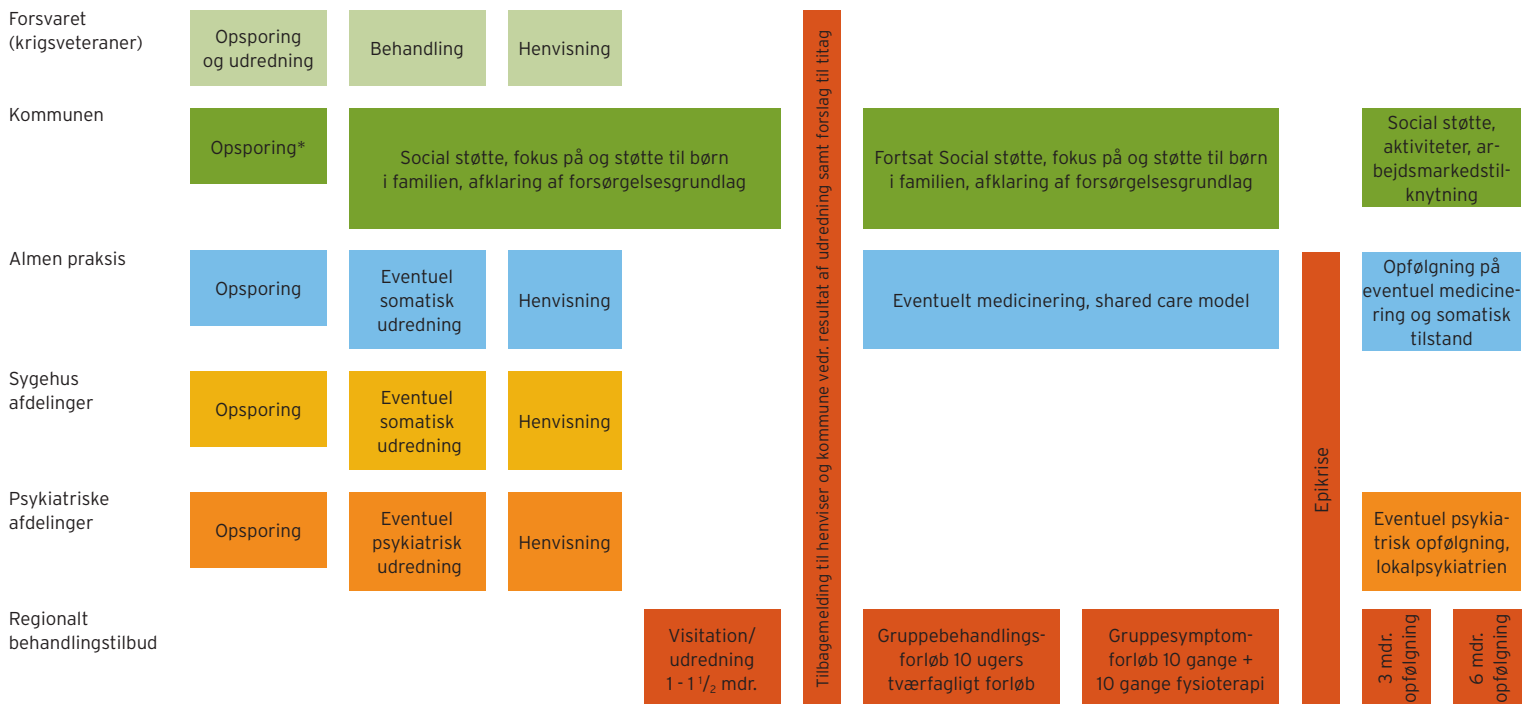 Forsvaret
(krigsveteraner)
Opsporing
og udredning
Behandling
Henvisning
Kommunen
Opsporing*
Social støtte, fokus på og støtte til børn
i familien, afklaring af forsørgelsesgrundlag
Fortsat Social støtte, fokus på og støtte til børn
i familien, afklaring af forsørgelsesgrundlag
Social støtte,
aktiviteter, ar-
bejdsmarkedstil-
knytning
Almen praksis
Opsporing
Eventuel
somatisk
udredning
Henvisning
Eventuelt medicinering, shared care model
Opfølgning på
eventuel medicine-
ring og somatisk
tilstand
Sygehus
afdelinger
Opsporing
Eventuel
somatisk
udredning
Henvisning
Psykiatriske
afdelinger
Opsporing
Eventuel
psykiatrisk
udredning
Henvisning
Eventuel psykia-
trisk opfølgning,
lokalpsykiatrien
Regionalt
behandlingstilbud
Visitation/
udredning
1 - 1 1/2 mdr.
Tilbagemelding til henviser og kommune vedr. resultat af udredning samt forslag til titag
Gruppebehandlings-
forløb 10 ugers
tværfagligt forløb
Gruppesymptom-
forløb 10 gange +
10 gange fysioterapi
Epikrise
3 mdr.
opfølgning
6 mdr.
opfølgning